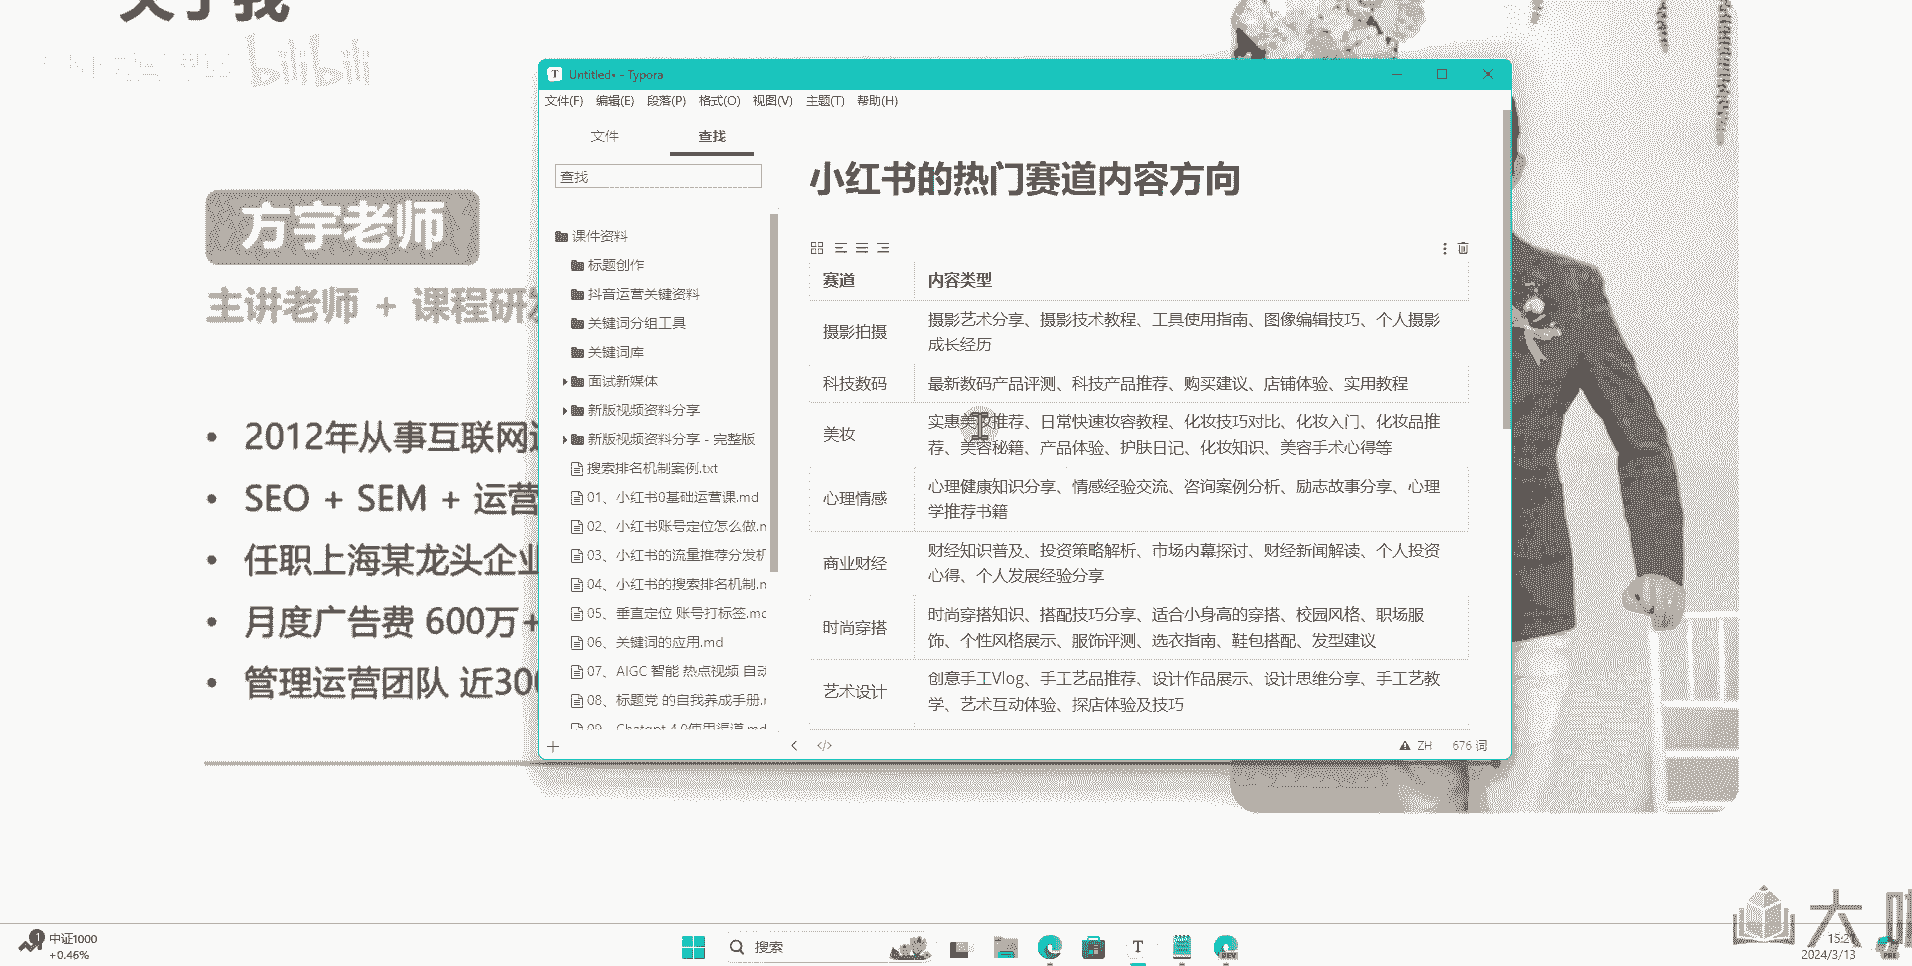 关于我
bilibili
方宇老师
主讲老师 + 课程研发
2012年从事互联网运
SEO + SEM + 运营
任职上海某龙头企业
月度广告费 600万+
管理运营团队 近300
Untitled• - Typora
文件(F) 编辑(E) 段落(P) 格式(O) 视图(V) 主题(T) 帮助(H)
文件 查找
查找
课件资料
标题创作
抖音运营关键资料
关键词分组工具
关键词库
面试新媒体
新版视频资料分享
新版视频资料分享 - 完整版
搜索排名机制案例.txt
01、小红书0基础运营课.md
02、小红书账号定位怎么做.n
03、小红书的流量推荐分发机
04、小红书的搜索排名机制.n
05、垂直定位 账号打标签.mc
06、关键词的应用.md
07、AIGC 智能 热点视频 自动
08、标题党 的自我养成手册.r
09、Chatgpt 4.0使用渠道.md
小红书的热门赛道内容方向
赛道 内容类型
摄影拍摄 摄影艺术分享、摄影技术教程、工具使用指南、图像编辑技巧、个人摄影
成长经历
科技数码 最新数码产品评测、科技产品推荐、购买建议、店铺体验、实用教程
美妆 实惠美妆推荐、日常快速妆容教程、化妆技巧对比、化妆入门、化妆品推
荐、美容秘籍、产品体验、护肤日记、化妆知识、美容手术心得等
心理情感 心理健康知识分享、情感经验交流、咨询案例分析、励志故事分享、心理
学推荐书籍
商业财经 财经知识普及、投资策略解析、市场内幕探讨、财经新闻解读、个人投资
心得、个人发展经验分享
时尚穿搭 时尚穿搭知识、搭配技巧分享、适合小身高的穿搭、校园风格、职场服
饰、个性风格展示、服饰评测、选衣指南、鞋包搭配、发型建议
艺术设计 创意手工Vlog、手工艺品推荐、设计作品展示、设计思维分享、手工艺教
学、艺术互动体验、探店体验及技巧
ZH 676 词
中证1000
+0.46%
搜索
15:21
2024/3/13
大